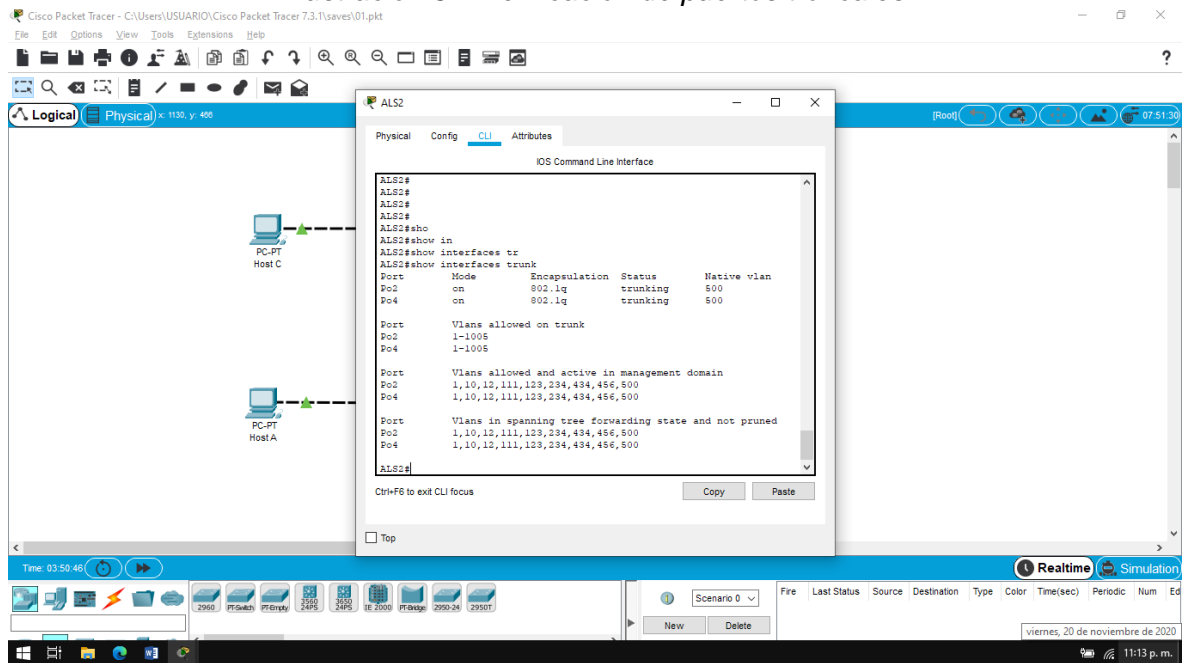 Cisco Packet Tracer - C:\Users\USUARIO\Cisco Packet Tracer 7.3.1\saves\01.pkt
File Edit Options View Tools Extensions Help
?
Logical Physical x: 1130, y: 466 [Root] 07:51:30
PC-PT
Host C
PC-PT
Host A
ALS2
Physical Config CLI Attributes
IOS Command Line Interface
ALS2#
ALS2#
ALS2#
ALS2#
ALS2#sho
ALS2#show in
ALS2#show interfaces tr
ALS2#show interfaces trunk
Port Mode Encapsulation Status Native vlan
Po2 on 802.1q trunking 500
Po4 on 802.1q trunking 500
Port Vlans allowed on trunk
Po2 1-1005
Po4 1-1005
Port Vlans allowed and active in management domain
Po2 1,10,12,111,123,234,434,456,500
Po4 1,10,12,111,123,234,434,456,500
Port Vlans in spanning tree forwarding state and not pruned
Po2 1,10,12,111,123,234,434,456,500
Po4 1,10,12,111,123,234,434,456,500
ALS2#
Ctrl+F6 to exit CLI focus Copy Paste
Top
Time: 03:50:46 Realtime Simulation
2960 PT-Switch PT-Empty 3560 24PS 3650 24PS IE 2000 PT-Bridge 2950-24 2950T
Scenario 0
New Delete
Fire Last Status Source Destination Type Color Time(sec) Periodic Num Ed
viernes, 20 de noviembre de 2020
11:13 p. m.